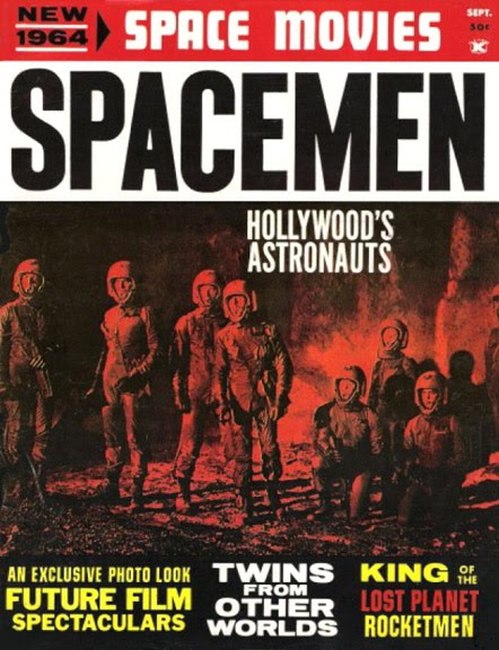 NEW
1964
SPACE MOVIES
SEPT.
50¢
K
SPACEMEN
HOLLYWOOD'S
ASTRONAUTS
AN EXCLUSIVE PHOTO LOOK
FUTURE FILM
SPECTACULARS
TWINS
FROM
OTHER
WORLDS
KING OF THE
LOST PLANET
ROCKETMEN